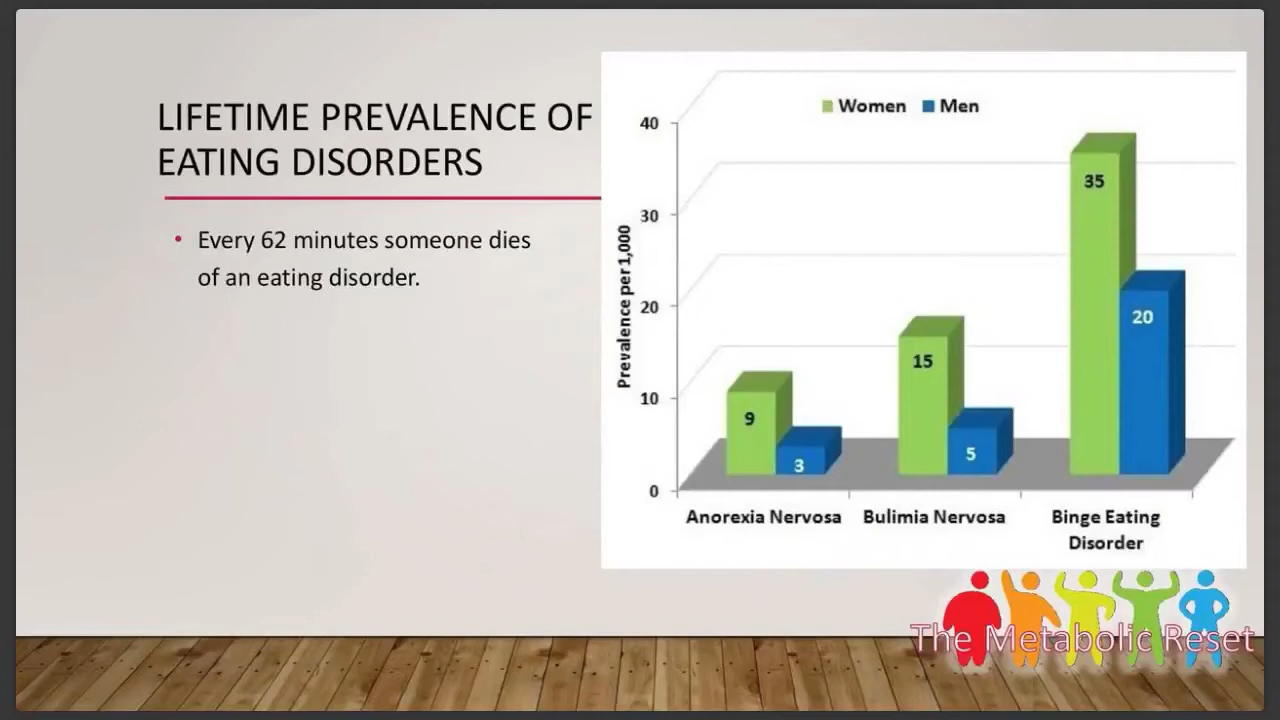 LIFETIME PREVALENCE OF
EATING DISORDERS
• Every 62 minutes someone dies
of an eating disorder.
Women Men
Prevalence per 1,000
40
30
20
10
0
9
3
15
5
35
20
Anorexia Nervosa
Bulimia Nervosa
Binge Eating
Disorder
The Metabolic Reset